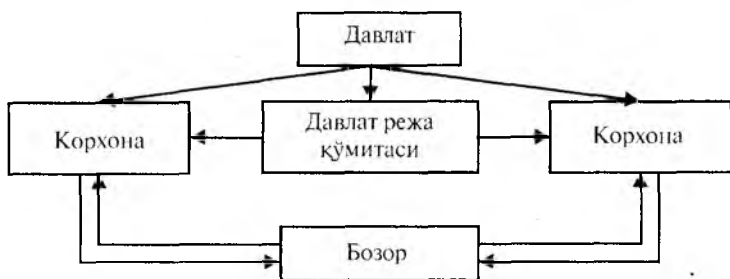 Давлат
Корхона
Давлат режа
қўмитаси
Корхона
Бозор